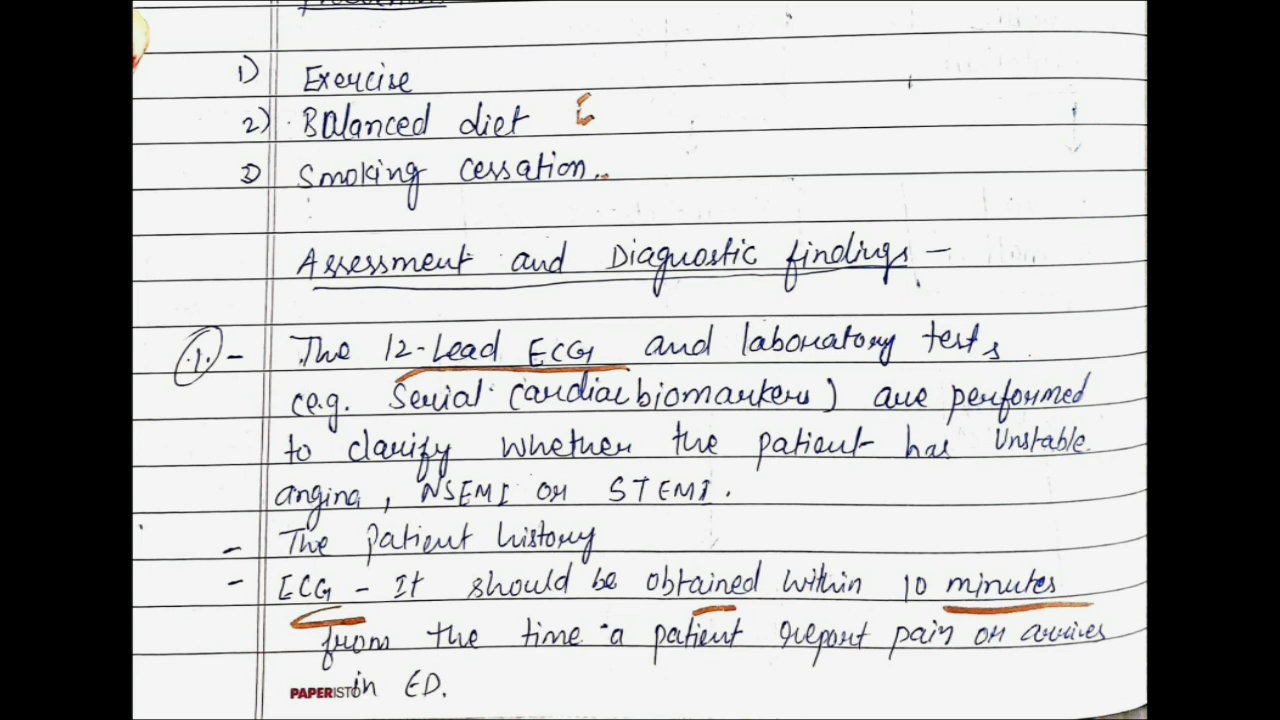 1) Exercise
2) Balanced diet
3) Smoking cessation..
Assessment and Diagnostic findings -
1. - The 12-Lead ECG and laboratory tests
(e.g. Serial Cardiac biomarkers) are performed
to clarify whether the patient has Unstable
angina, NSEMI or STEMI.
- The patient history
- ECG - It should be obtained within 10 minutes
from the time a patient report pain or arrives
in ED.
PAPERISTO